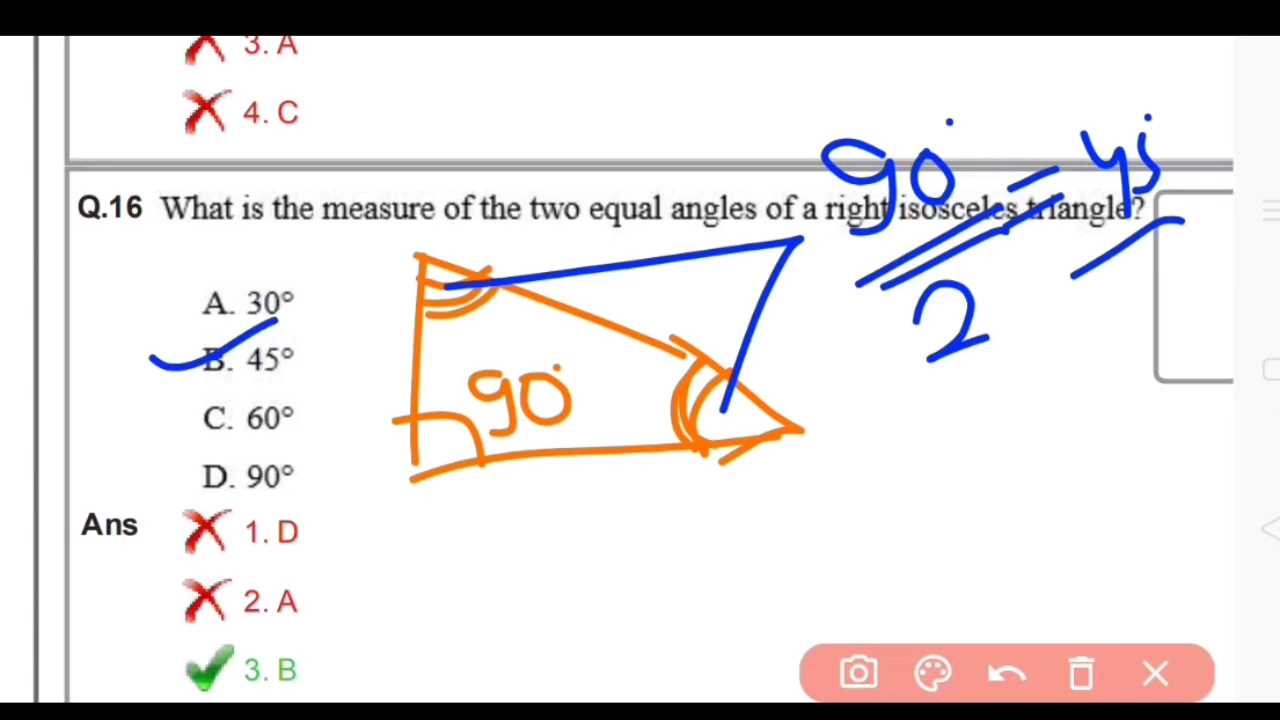 3. A
4. C
90° = 45
2
Q.16 What is the measure of the two equal angles of a right isosceles triangle?
A. 30°
B. 45°
90°
C. 60°
D. 90°
Ans
1. D
2. A
3. B